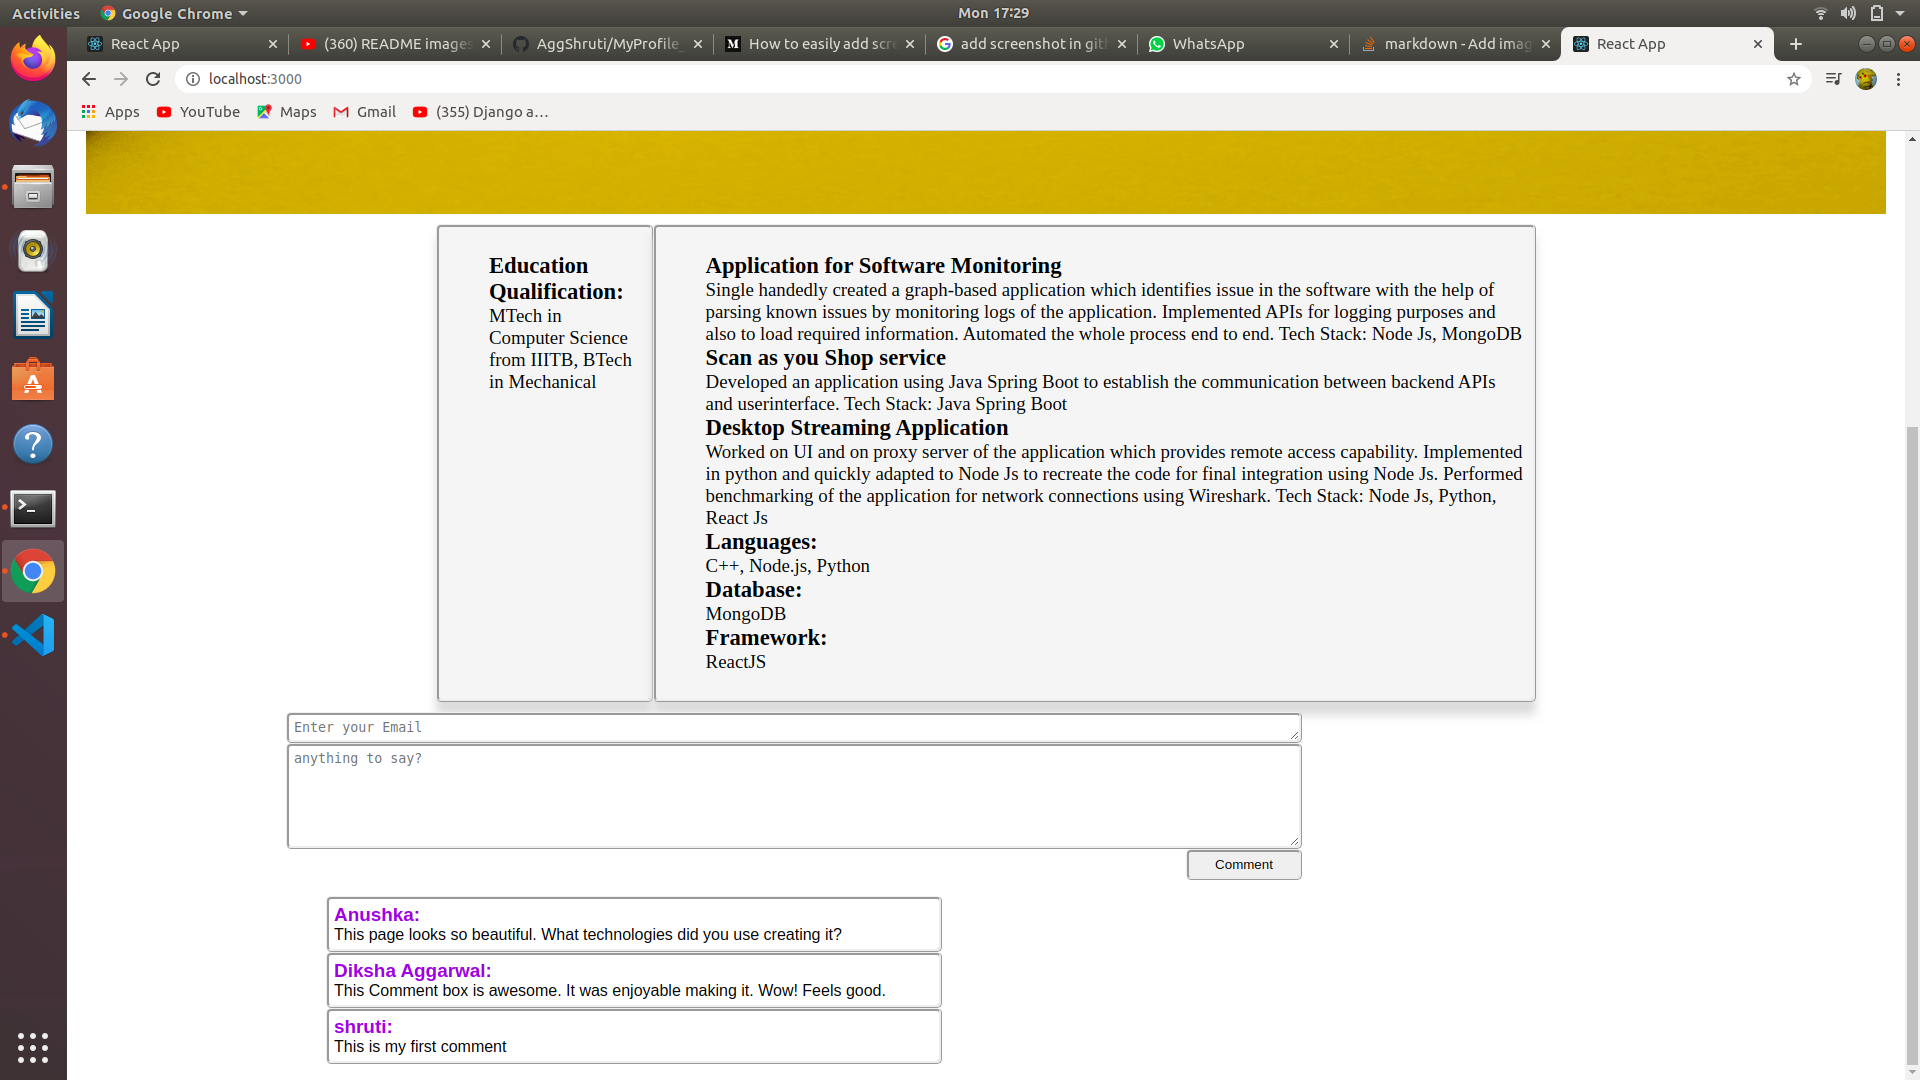 Activities
Google Chrome
Mon 17:29
React App
(360) README images
AggShruti/MyProfile_
How to easily add scre
add screenshot in gith
WhatsApp
markdown - Add imag
React App
localhost:3000
Apps
YouTube
Maps
Gmail
(355) Django a…
Education
Qualification:
MTech in
Computer Science
from IIITB, BTech
in Mechanical
Application for Software Monitoring
Single handedly created a graph-based application which identifies issue in the software with the help of
parsing known issues by monitoring logs of the application. Implemented APIs for logging purposes and
also to load required information. Automated the whole process end to end. Tech Stack: Node Js, MongoDB
Scan as you Shop service
Developed an application using Java Spring Boot to establish the communication between backend APIs
and userinterface. Tech Stack: Java Spring Boot
Desktop Streaming Application
Worked on UI and on proxy server of the application which provides remote access capability. Implemented
in python and quickly adapted to Node Js to recreate the code for final integration using Node Js. Performed
benchmarking of the application for network connections using Wireshark. Tech Stack: Node Js, Python,
React Js
Languages:
C++, Node.js, Python
Database:
MongoDB
Framework:
ReactJS
Enter your Email
anything to say?
Comment
Anushka:
This page looks so beautiful. What technologies did you use creating it?
Diksha Aggarwal:
This Comment box is awesome. It was enjoyable making it. Wow! Feels good.
shruti:
This is my first comment